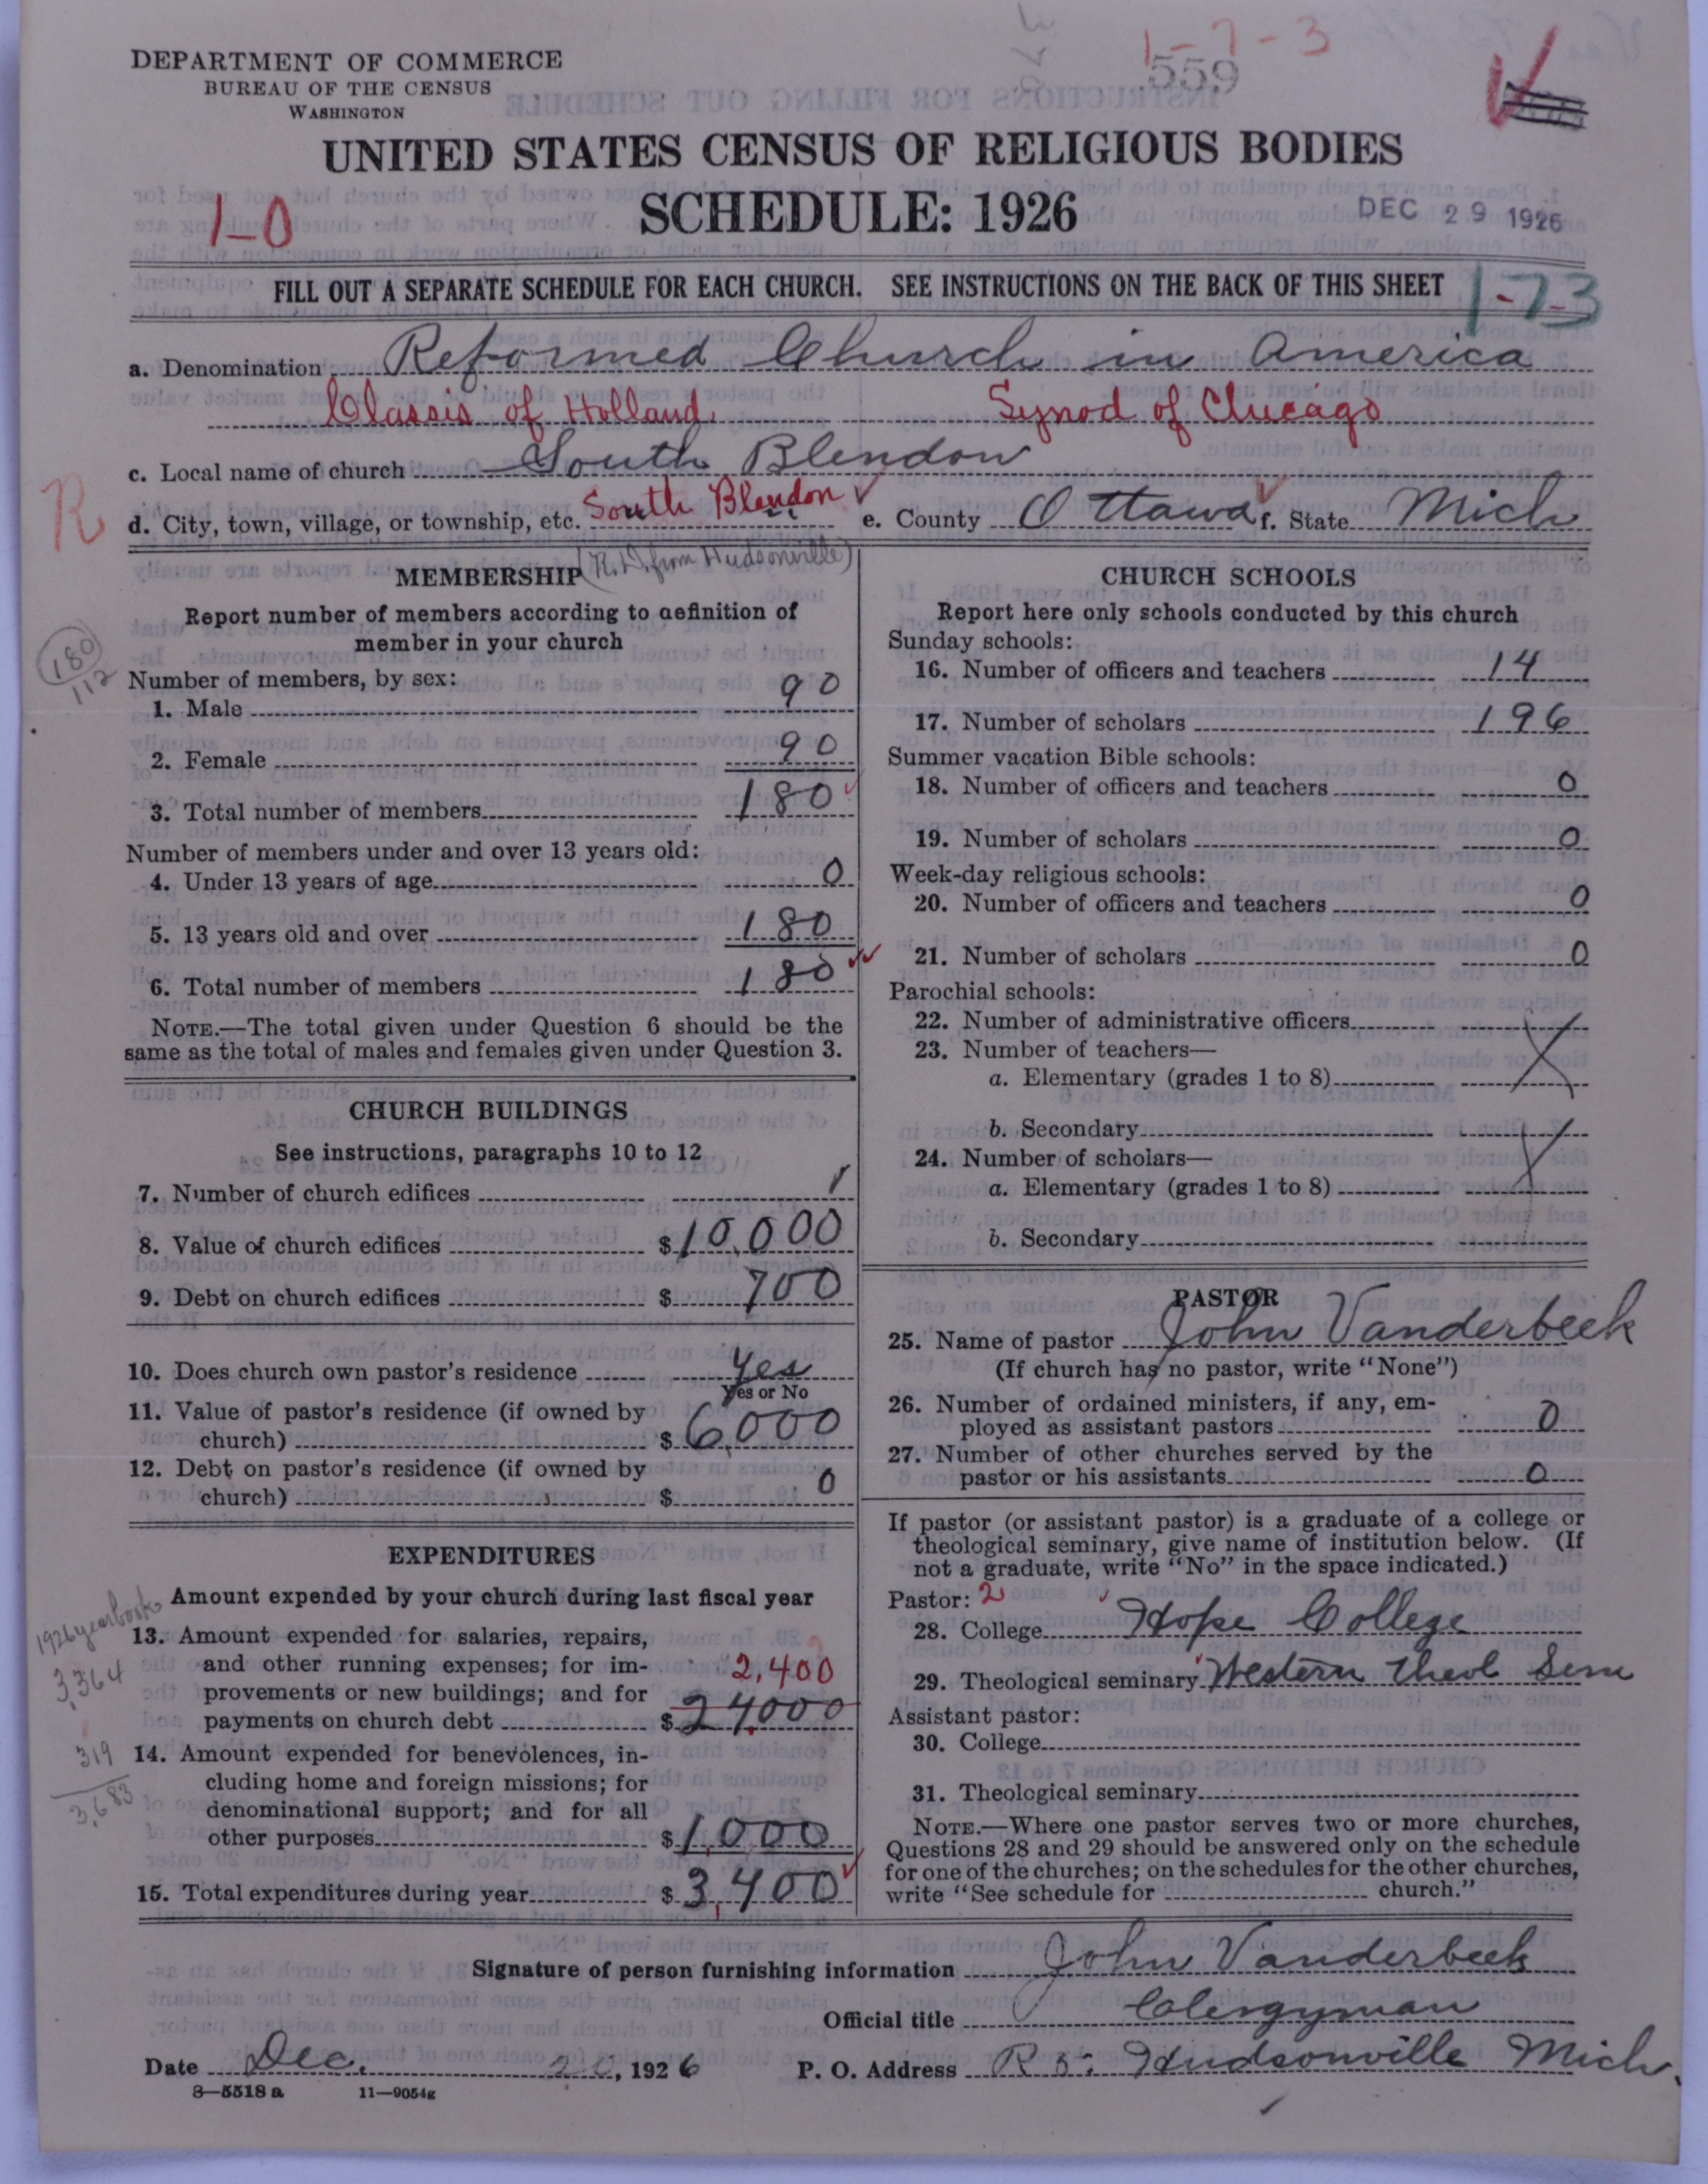 1-7-3
559
DEPARTMENT OF COMMERCE
BUREAU OF THE CENSUS
WASHINGTON
UNITED STATES CENSUS OF RELIGIOUS BODIES
SCHEDULE: 1926
1-0
DEC 29 1926
FILL OUT A SEPARATE SCHEDULE FOR EACH CHURCH. SEE INSTRUCTIONS ON THE BACK OF THIS SHEET
1-7-3
a. Denomination Reformed Church in America
Classis of Holland Synod of Chicago
c. Local name of church South Blendon
R
d. City, town, village, or township, etc. South Blendon e. County Ottawa f. State Mich
(R.D. from Hudsonville)
MEMBERSHIP
Report number of members according to definition of
member in your church
180
112
Number of members, by sex:
1. Male 90
2. Female 90
3. Total number of members 180
Number of members under and over 13 years old:
4. Under 13 years of age 0
5. 13 years old and over 180
6. Total number of members 180
NOTE.—The total given under Question 6 should be the
same as the total of males and females given under Question 3.
CHURCH BUILDINGS
See instructions, paragraphs 10 to 12
7. Number of church edifices 1
8. Value of church edifices $10,000
9. Debt on church edifices $700
10. Does church own pastor's residence Yes
Yes or No
11. Value of pastor's residence (if owned by
church) $6,000
12. Debt on pastor's residence (if owned by
church) $0
EXPENDITURES
Amount expended by your church during last fiscal year
1926 yearbook
3,364
319
3,683
13. Amount expended for salaries, repairs,
and other running expenses; for im- 2,400
provements or new buildings; and for
payments on church debt $24000
14. Amount expended for benevolences, in-
cluding home and foreign missions; for
denominational support; and for all
other purposes $1,000
15. Total expenditures during year $3,400
CHURCH SCHOOLS
Report here only schools conducted by this church
Sunday schools:
16. Number of officers and teachers 14
17. Number of scholars 196
Summer vacation Bible schools:
18. Number of officers and teachers 0
19. Number of scholars 0
Week-day religious schools:
20. Number of officers and teachers 0
21. Number of scholars 0
Parochial schools:
22. Number of administrative officers
23. Number of teachers—
a. Elementary (grades 1 to 8)
b. Secondary
24. Number of scholars—
a. Elementary (grades 1 to 8)
b. Secondary
PASTOR
25. Name of pastor John Vanderbeek
(If church has no pastor, write "None")
26. Number of ordained ministers, if any, em-
ployed as assistant pastors 0
27. Number of other churches served by the
pastor or his assistants 0
If pastor (or assistant pastor) is a graduate of a college or
theological seminary, give name of institution below. (If
not a graduate, write "No" in the space indicated.)
Pastor: 2
28. College Hope College
29. Theological seminary Western Theol Sem
Assistant pastor:
30. College
31. Theological seminary
NOTE.—Where one pastor serves two or more churches,
Questions 28 and 29 should be answered only on the schedule
for one of the churches; on the schedules for the other churches,
write "See schedule for church."
Signature of person furnishing information John Vanderbeek
Official title Clergyman
Date Dec. 20, 1926 P. O. Address R 3. Hudsonville Mich.
8—5518 a 11—9054g